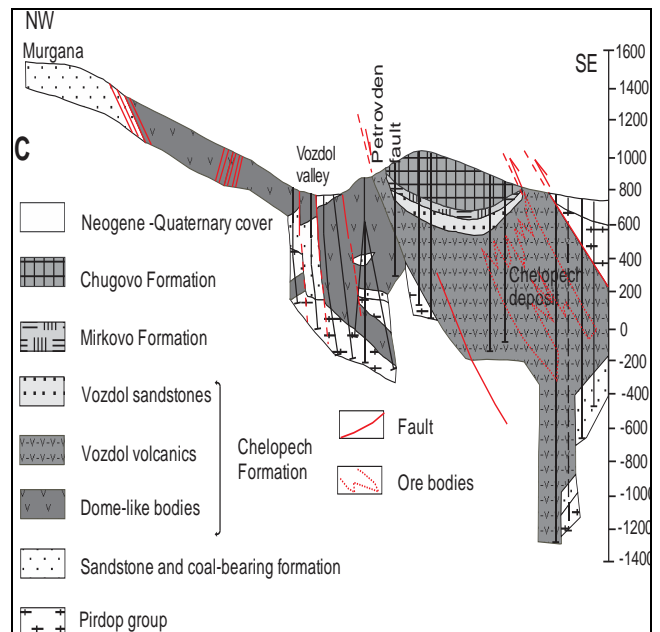 NW
Murgana
SE
C
Vozdol
valley
Petrovden
fault
Chelopech
deposit
1600
1400
1200
1000
800
600
400
200
0
-200
-400
-600
-800
-1000
-1200
-1400
Neogene -Quaternary cover
Chugovo Formation
Mirkovo Formation
Vozdol sandstones
Vozdol volcanics
Dome-like bodies
Chelopech
Formation
Sandstone and coal-bearing formation
Pirdop group
Fault
Ore bodies